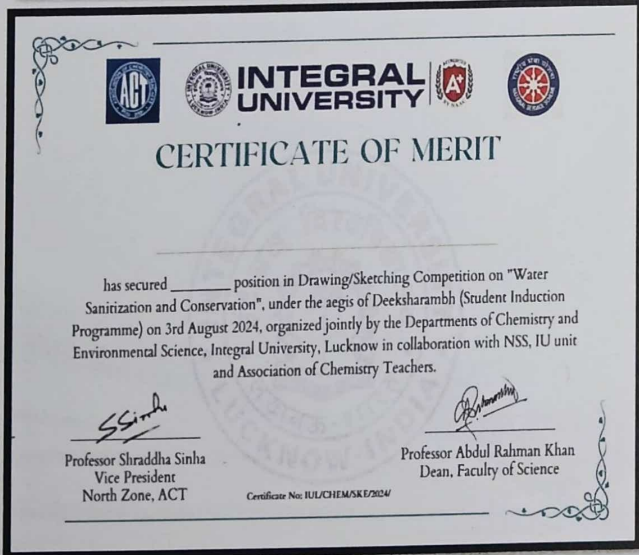 ACT
INTEGRAL
UNIVERSITY
A+
CERTIFICATE OF MERIT
has secured ________ position in Drawing/Sketching Competition on "Water
Sanitization and Conservation", under the aegis of Deeksharambh (Student Induction
Programme) on 3rd August 2024, organized jointly by the Departments of Chemistry and
Environmental Science, Integral University, Lucknow in collaboration with NSS, IU unit
and Association of Chemistry Teachers.
Professor Shraddha Sinha
Vice President
North Zone, ACT
Certificate No: IUL/CHEM/SKE/2024/
Professor Abdul Rahman Khan
Dean, Faculty of Science